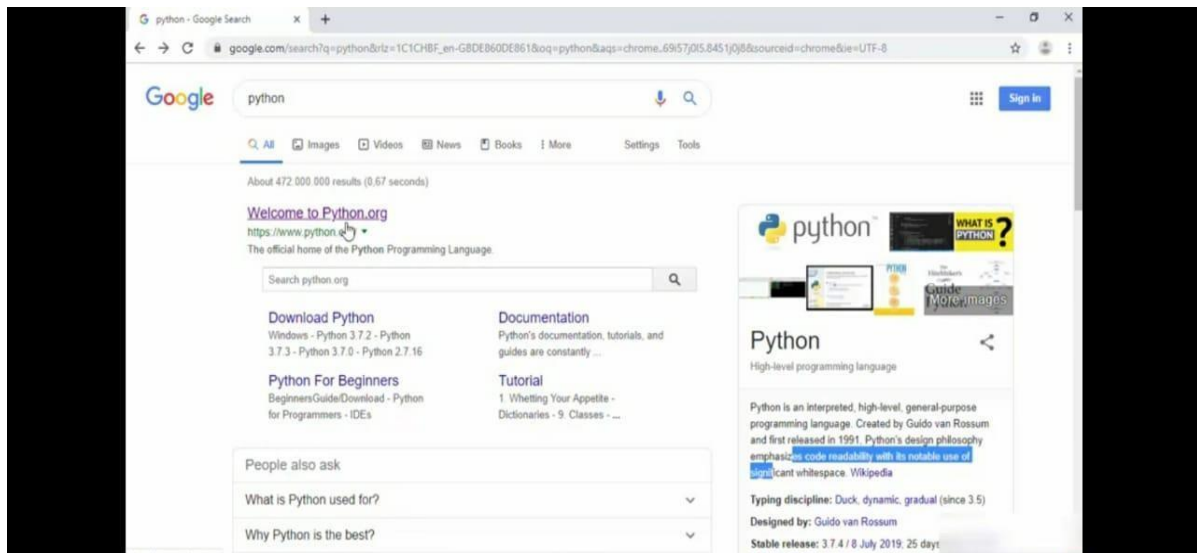 python - Google Search
google.com/search?q=python&rlz=1C1CHBF_en-GBDE860DE861&oq=python&aqs=chrome..69i57j0l5.8451j0j8&sourceid=chrome&ie=UTF-8
Google
python
Sign in
All Images Videos News Books More Settings Tools
About 472.000.000 results (0,67 seconds)
Welcome to Python.org
https://www.python.
The official home of the Python Programming Language.
Search python.org
Download Python
Windows - Python 3.7.2 - Python
3.7.3 - Python 3.7.0 - Python 2.7.16
Documentation
Python's documentation, tutorials, and
guides are constantly ...
Python For Beginners
BeginnersGuide/Download - Python
for Programmers - IDEs
Tutorial
1. Whetting Your Appetite -
Dictionaries - 9. Classes - ...
People also ask
What is Python used for?
Why Python is the best?
python
WHAT IS
PYTHON ?
PYTHON
Guide
More images
Python
High-level programming language
Python is an interpreted, high-level, general-purpose
programming language. Created by Guido van Rossum
and first released in 1991, Python's design philosophy
emphasizes code readability with its notable use of
significant whitespace. Wikipedia
Typing discipline: Duck, dynamic, gradual (since 3.5)
Designed by: Guido van Rossum
Stable release: 3.7.4 / 8 July 2019; 25 days